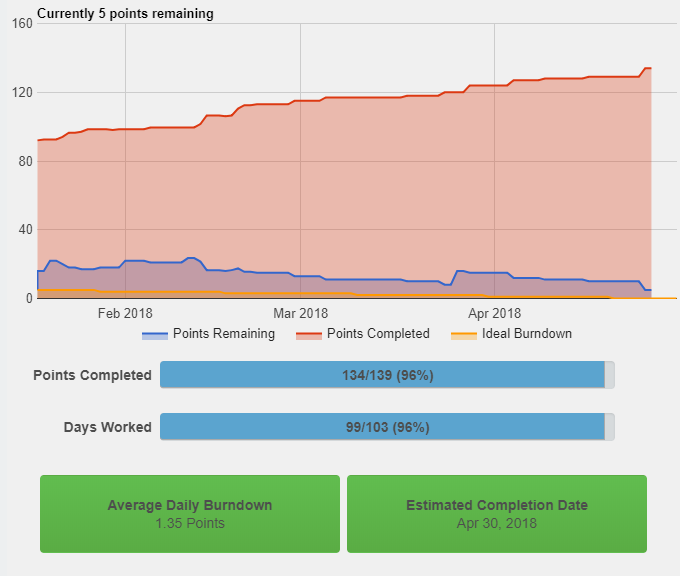 Currently 5 points remaining
160
120
80
40
0
Feb 2018
Mar 2018
Apr 2018
Points Remaining
Points Completed
Ideal Burndown
Points Completed
134/139 (96%)
Days Worked
99/103 (96%)
Average Daily Burndown
1.35 Points
Estimated Completion Date
Apr 30, 2018